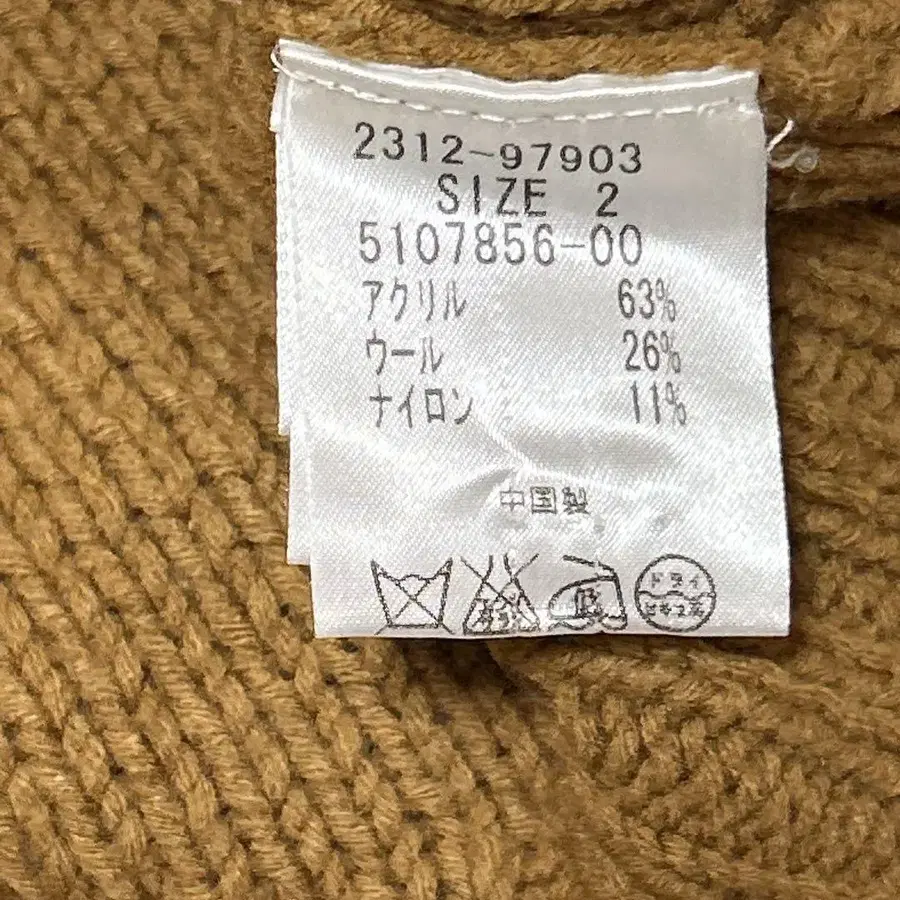 2312-97903
SIZE 2
5107856-00
アクリル 63%
ウール 26%
ナイロン 11%
中国製
ドライ